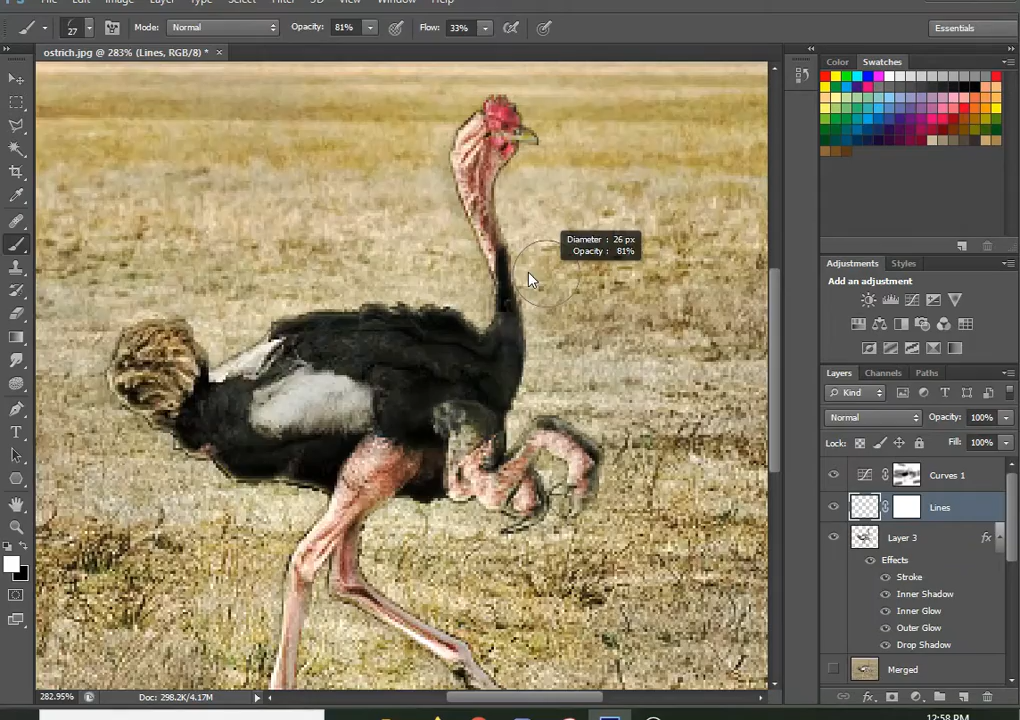 Edit Image Layer Type Select Filter 3D View Window Help
27 Mode: Normal Opacity: 81% Flow: 33% Essentials
ostrich.jpg @ 283% (Lines, RGB/8) * ×
Color Swatches
Diameter : 26 px
Opacity : 81%
Adjustments Styles
Add an adjustment
Layers Channels Paths
Kind
Normal Opacity: 100%
Lock: Fill: 100%
Curves 1
Lines
Layer 3 fx
Effects
Stroke
Inner Shadow
Inner Glow
Outer Glow
Drop Shadow
Merged
282.95% Doc: 298.2K/4.17M
fx
12:58 PM